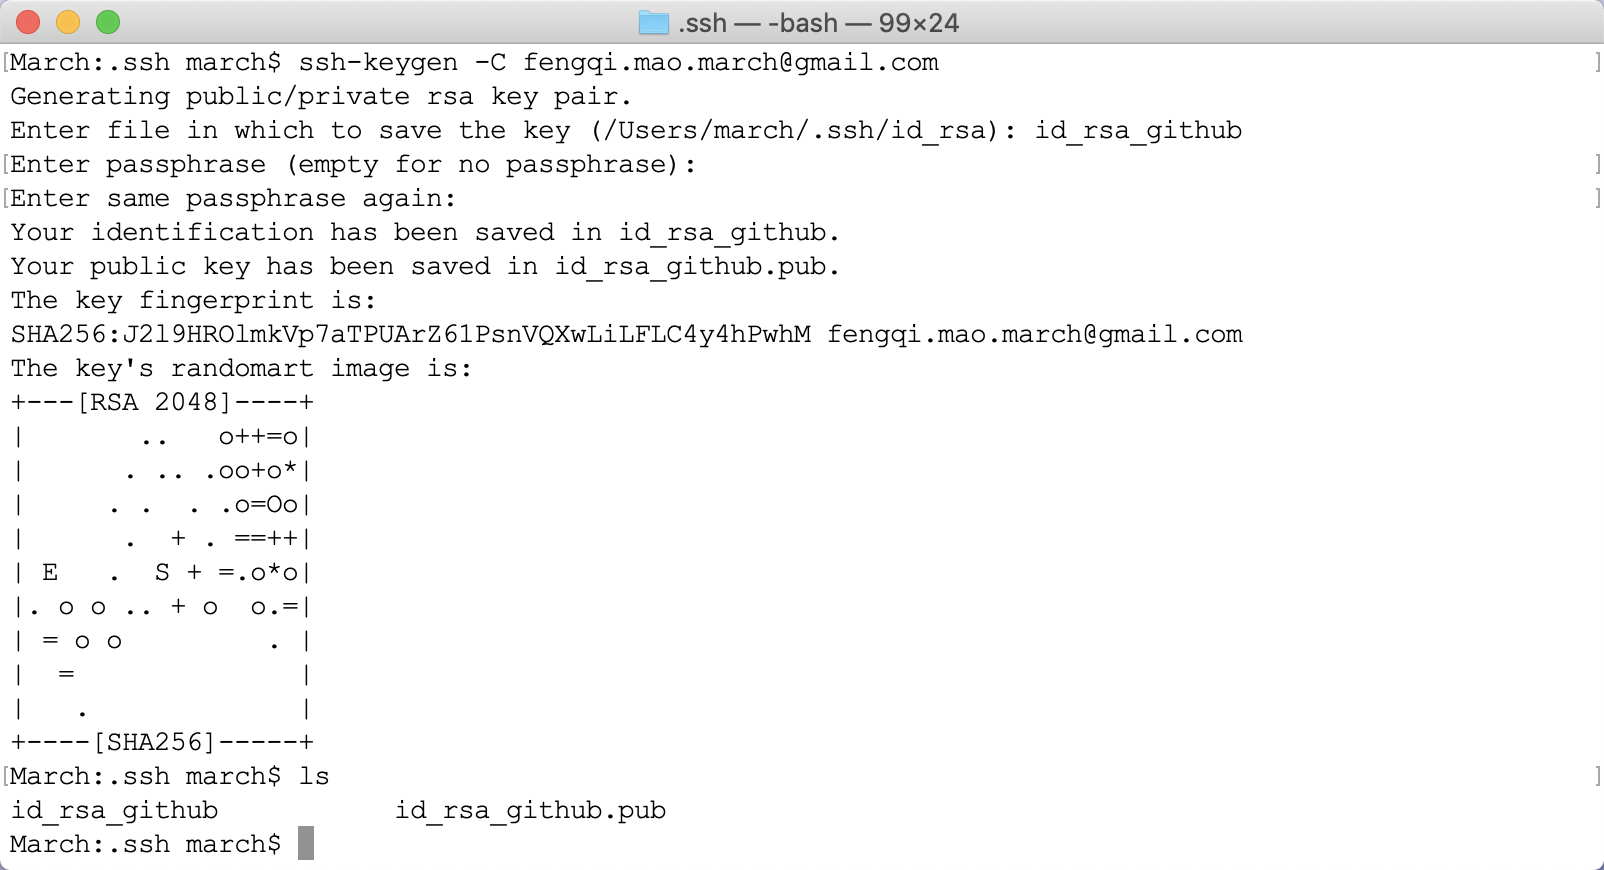 .ssh — -bash — 99×24
March:.ssh march$ ssh-keygen -C fengqi.mao.march@gmail.com
Generating public/private rsa key pair.
Enter file in which to save the key (/Users/march/.ssh/id_rsa): id_rsa_github
Enter passphrase (empty for no passphrase):
Enter same passphrase again:
Your identification has been saved in id_rsa_github.
Your public key has been saved in id_rsa_github.pub.
The key fingerprint is:
SHA256:J2l9HROlmkVp7aTPUArZ61PsnVQXwLiLFLC4y4hPwhM fengqi.mao.march@gmail.com
The key's randomart image is:
+---[RSA 2048]----+
|       ..   o++=o|
|      . .. .oo+o*|
|     . .  . .o=Oo|
|      .  + . ==++|
| E   .  S + =.o*o|
|. o o .. + o  o.=|
| = o o         . |
|  =              |
|   .             |
+----[SHA256]-----+
March:.ssh march$ ls
id_rsa_github           id_rsa_github.pub
March:.ssh march$